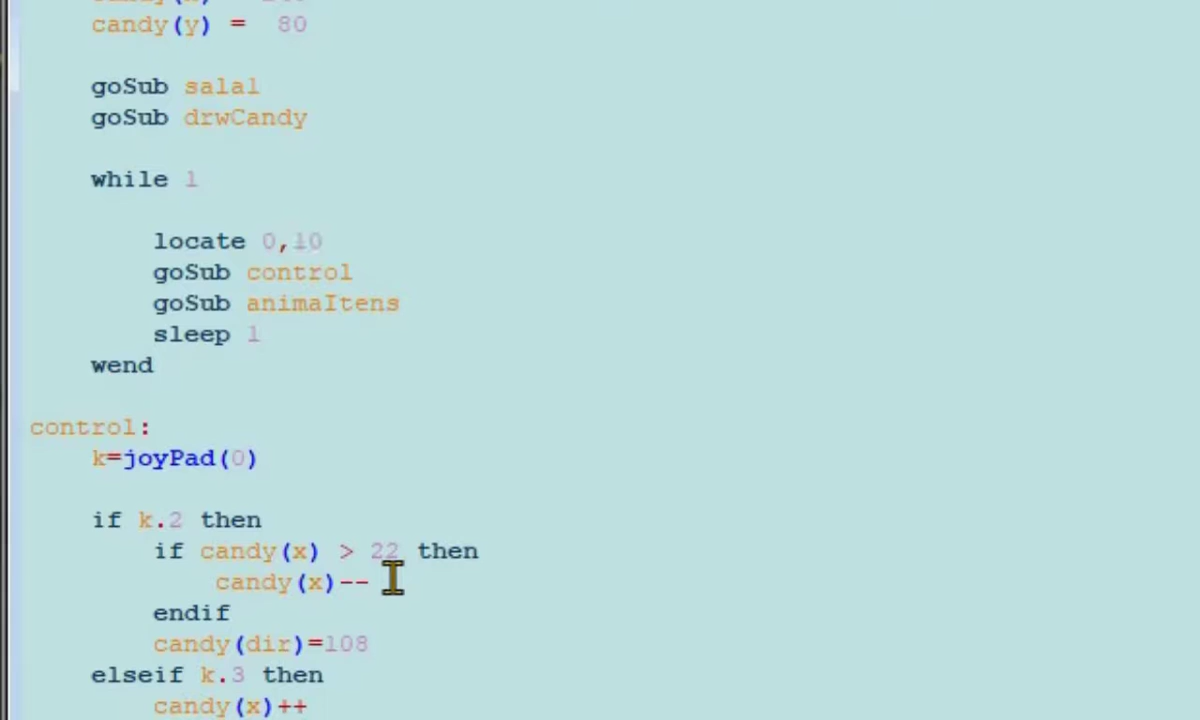 candy(y) =  80
goSub salal
goSub drwCandy
while 1
locate 0,10
goSub control
goSub animaItens
sleep 1
wend
control:
k=joyPad(0)
if k.2 then
if candy(x) > 22 then
candy(x)--
endif
candy(dir)=108
elseif k.3 then
candy(x)++